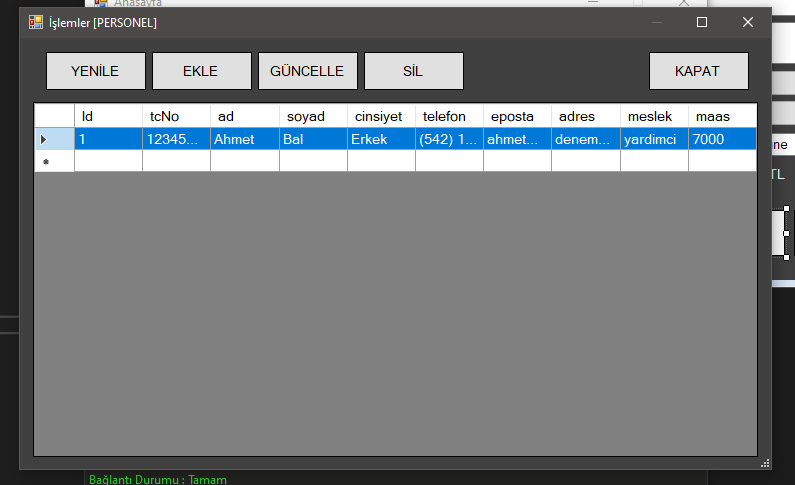 Anasayfa
İşlemler [PERSONEL]
YENİLE EKLE GÜNCELLE SİL KAPAT
Id tcNo ad soyad cinsiyet telefon eposta adres meslek maas
1 12345... Ahmet Bal Erkek (542) 1... ahmet... denem... yardimci 7000
ine
TL
Bağlantı Durumu : Tamam